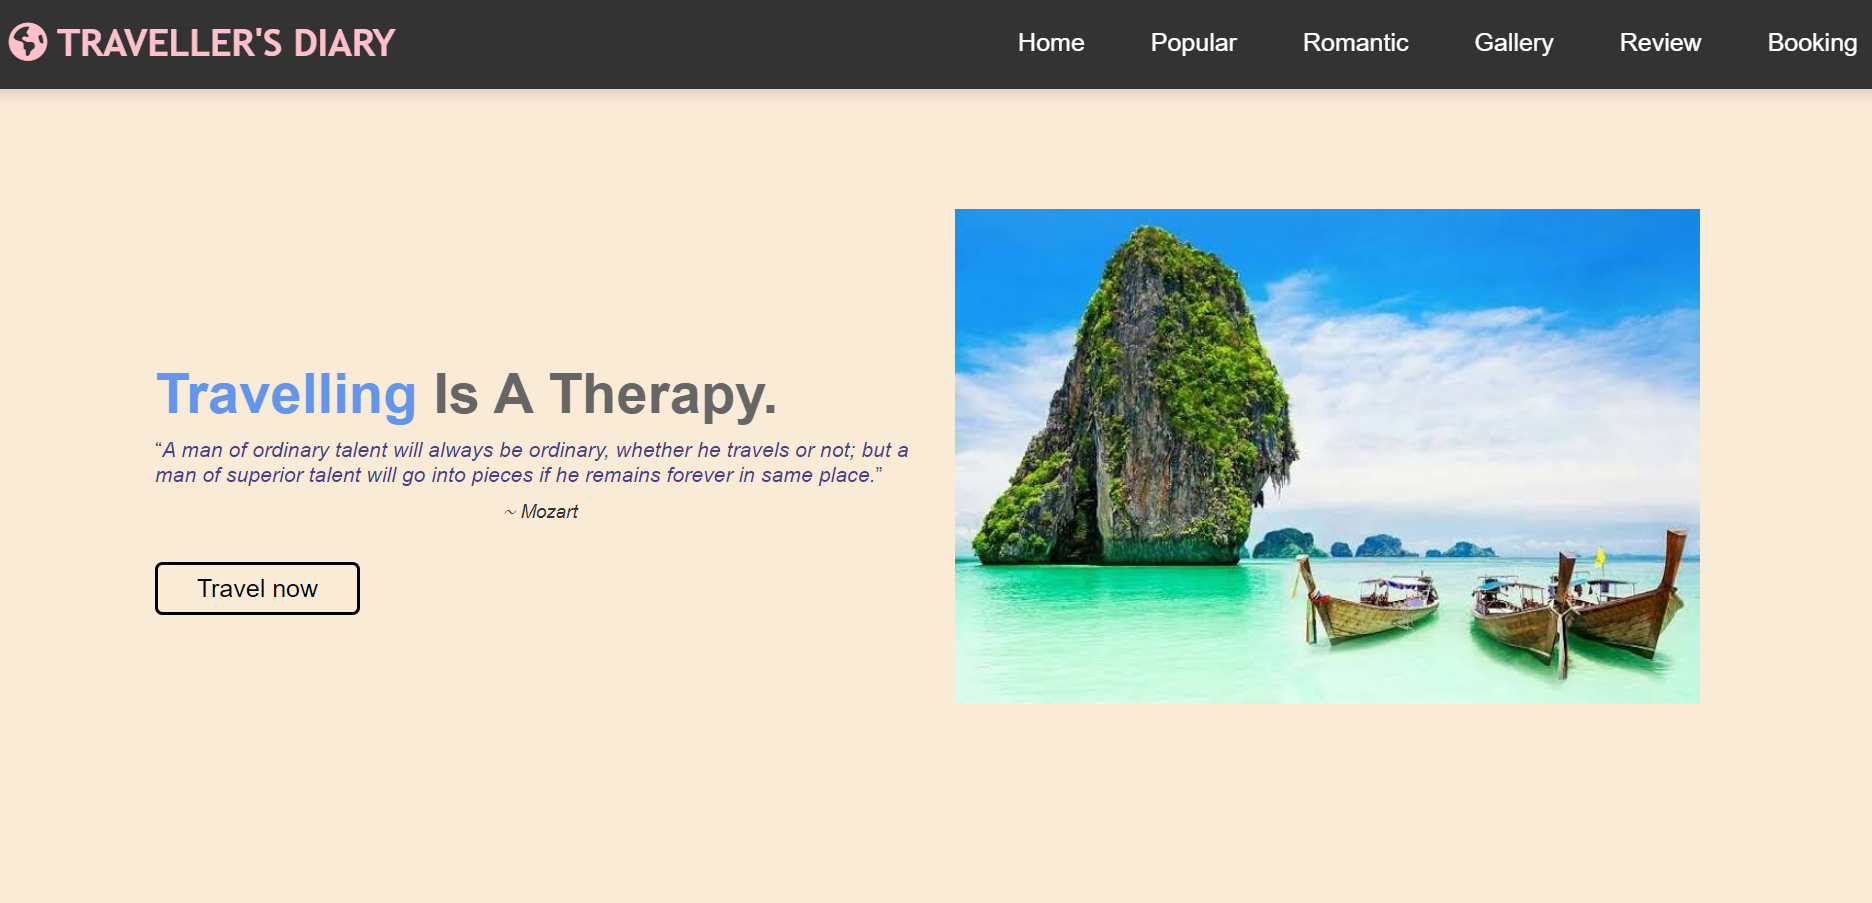 TRAVELLER'S DIARY
Home
Popular
Romantic
Gallery
Review
Booking
Travelling Is A Therapy.
“A man of ordinary talent will always be ordinary, whether he travels or not; but a
man of superior talent will go into pieces if he remains forever in same place.”
~ Mozart
Travel now